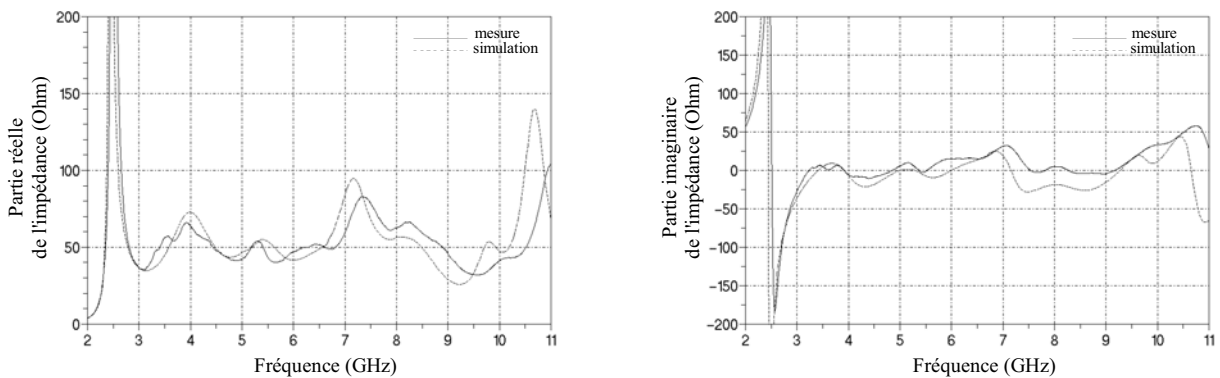 200
150
100
50
0
2 3 4 5 6 7 8 9 10 11
Partie réelle
de l'impédance (Ohm)
Fréquence (GHz)
mesure
simulation
200
150
100
50
0
−50
−100
−150
−200
2 3 4 5 6 7 8 9 10 11
Partie imaginaire
de l'impédance (Ohm)
Fréquence (GHz)
mesure
simulation